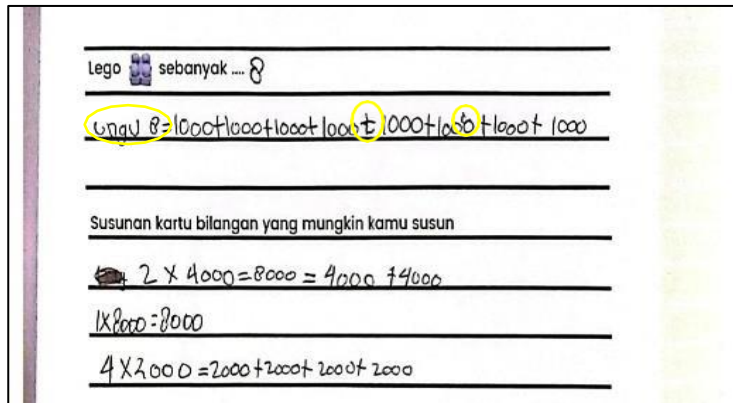 Lego sebanyak .... 8
ungu 8=1000+1000+1000+1000+1000+1000+1000+1000
Susunan kartu bilangan yang mungkin kamu susun
2 x 4000=8000 = 4000 +4000
1x8000=8000
4x2000=2000+2000+2000+2000